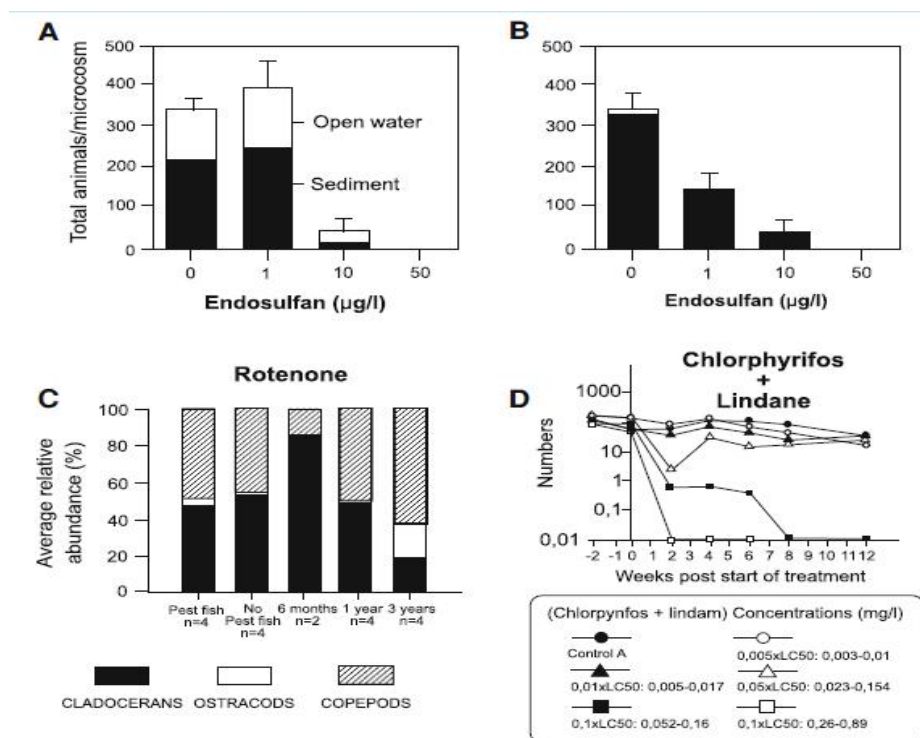 A
B
Total animals/microcosm
500
400
300
200
100
0
Open water
Sediment
0 1 10 50
Endosulfan (µg/l)
500
400
300
200
100
0
0 1 10 50
Endosulfan (µg/l)
C
Rotenone
Average relative
abundance (%)
100
80
60
40
20
0
Pest fish
n=4
No
Pest fish
n=4
6 months
n=2
1 year
n=4
3 years
n=4
CLADOCERANS OSTRACODS COPEPODS
D
Chlorphyrifos
+
Lindane
Numbers
1000
10
1
0,1
0,01
-2 -1 0 1 2 3 4 5 6 7 8 9 10 11 12
Weeks post start of treatment
(Chlorpynfos + lindam) Concentrations (mg/l)
Control A
0,005xLC50: 0,003-0,01
0,01xLC50: 0,005-0,017
0,05xLC50: 0,023-0,154
0,1xLC50: 0,052-0,16
0,1xLC50: 0,26-0,89